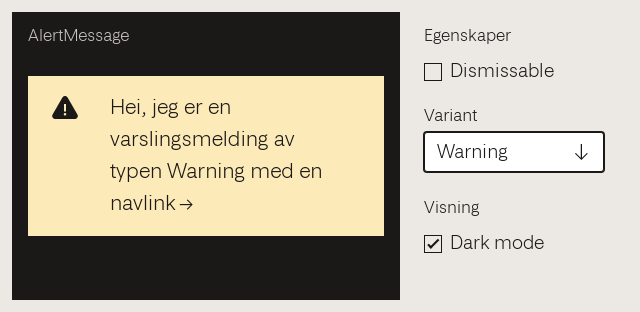 AlertMessage
Hei, jeg er en
varslingsmelding av
typen Warning med en
navlink →
Egenskaper
Dismissable
Variant
Warning
Visning
Dark mode